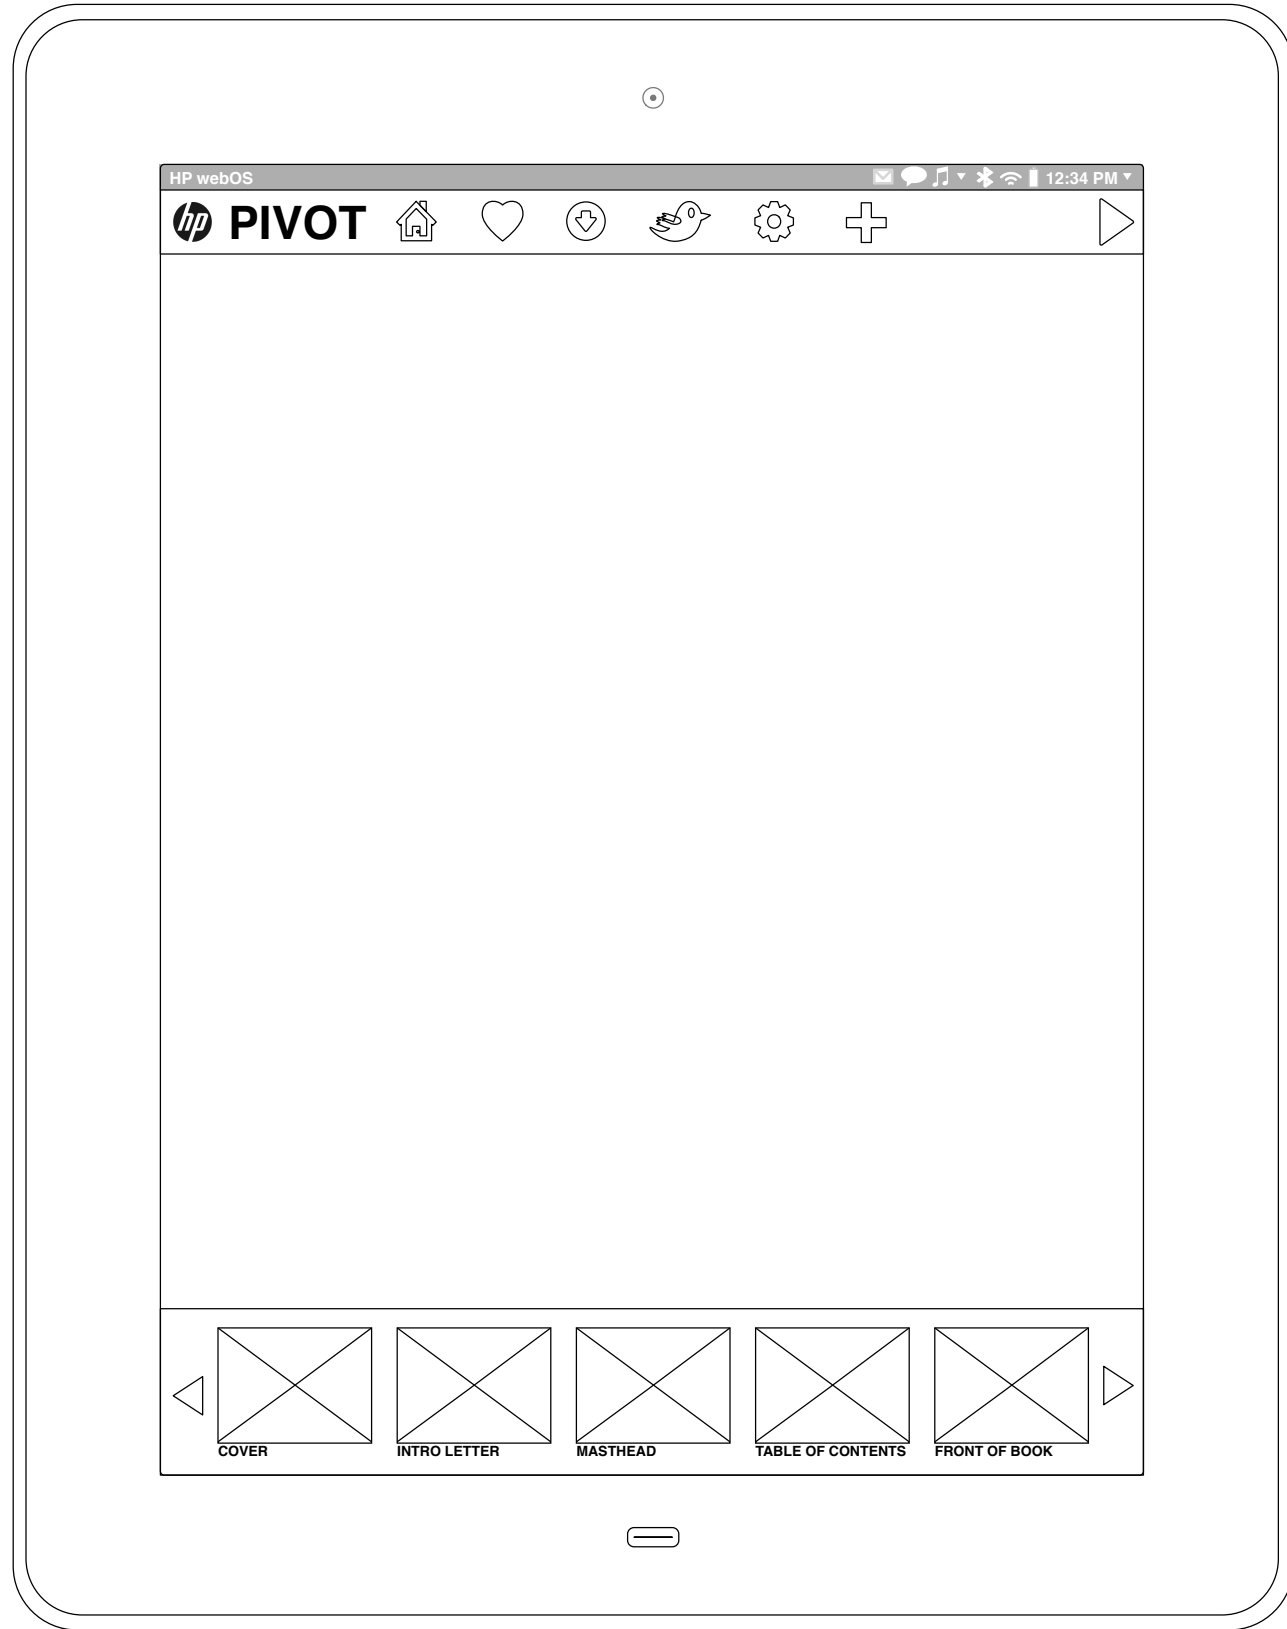 HP webOS 12:34 PM
hp PIVOT
COVER INTRO LETTER MASTHEAD TABLE OF CONTENTS FRONT OF BOOK